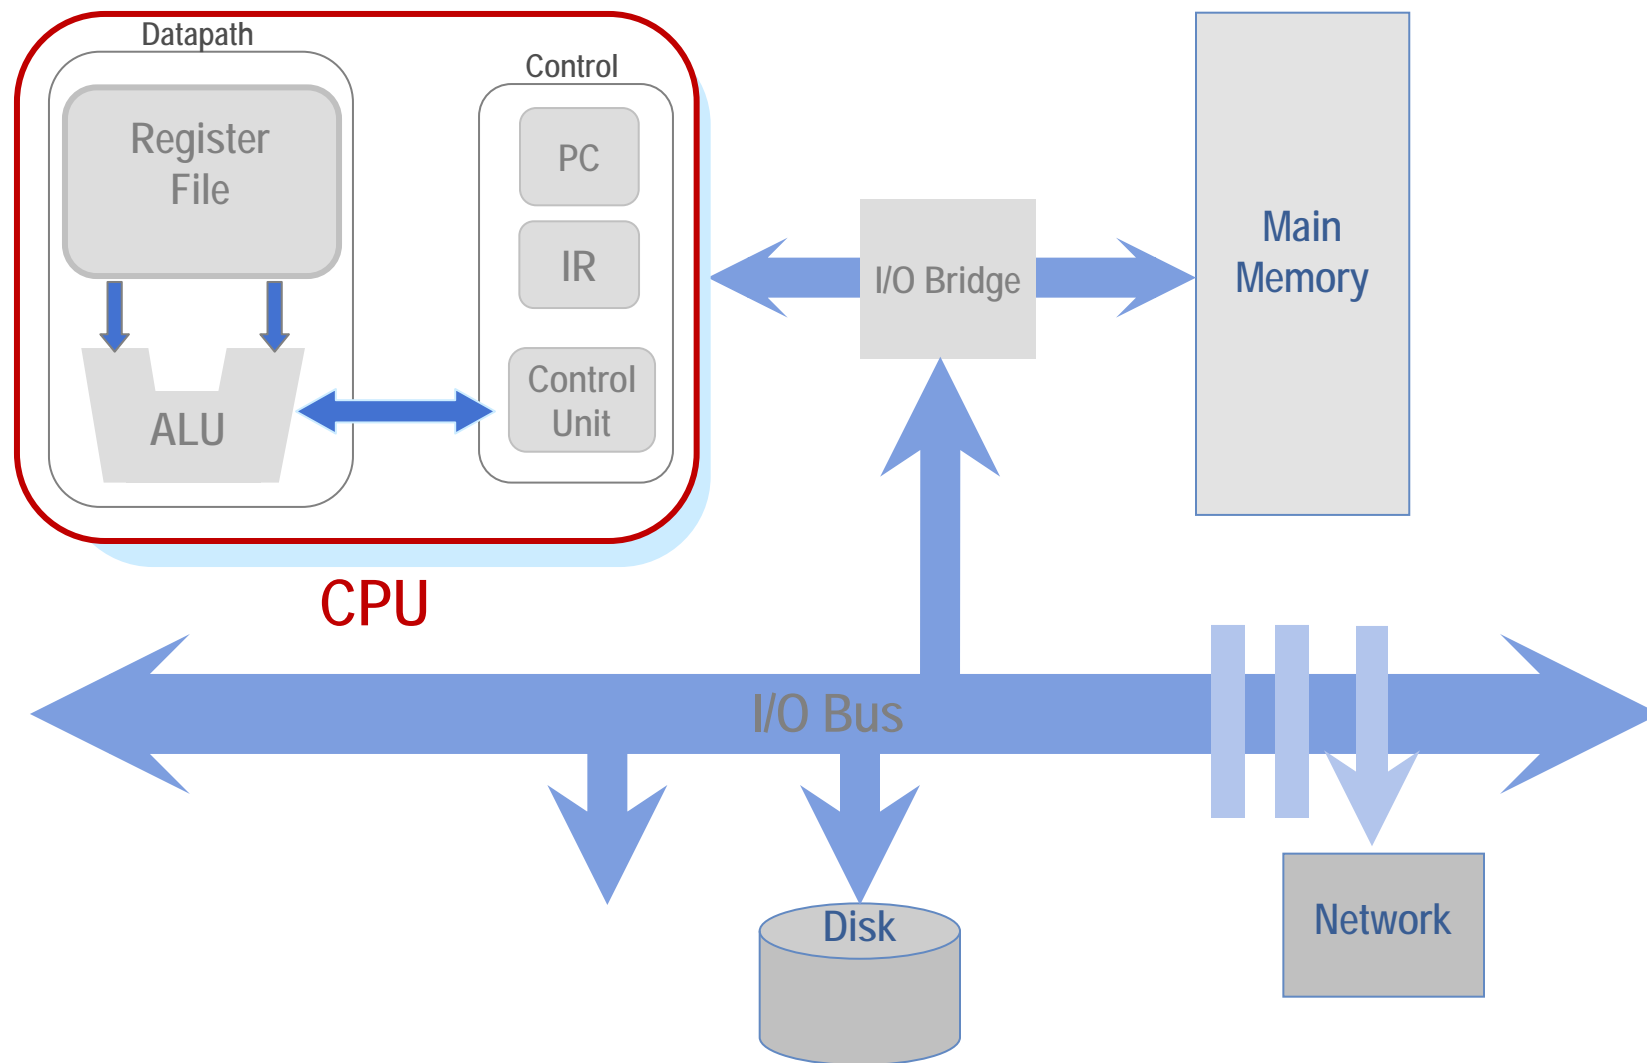 Datapath
Control
Register
File
PC
IR
Control
Unit
ALU
CPU
I/O Bridge
Main
Memory
I/O Bus
Disk
Network